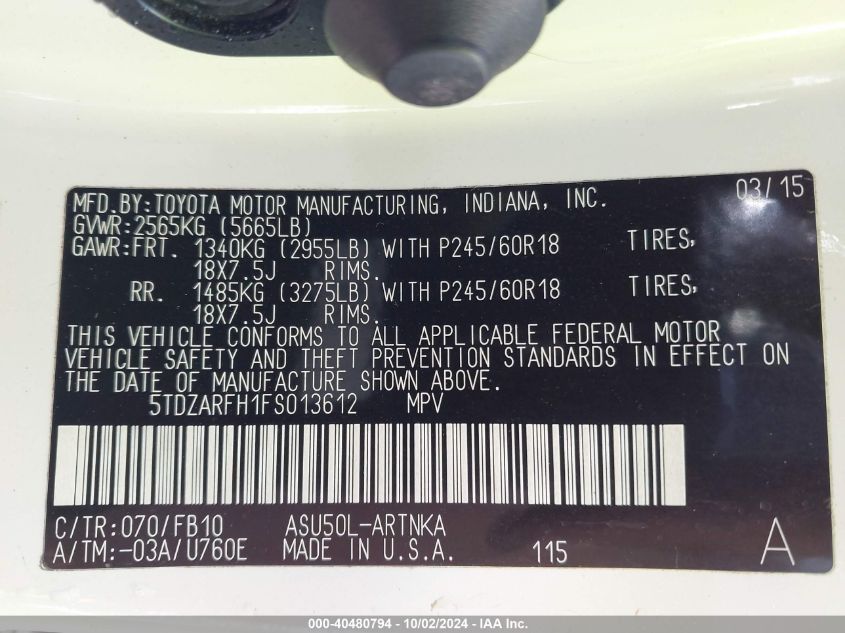 MFD.BY:TOYOTA MOTOR MANUFACTURING, INDIANA, INC. 03/15
GVWR:2565KG (5665LB)
GAWR:FRT. 1340KG (2955LB) WITH P245/60R18 TIRES,
18X7.5J RIMS.
RR. 1485KG (3275LB) WITH P245/60R18 TIRES,
18X7.5J RIMS.
THIS VEHICLE CONFORMS TO ALL APPLICABLE FEDERAL MOTOR
VEHICLE SAFETY AND THEFT PREVENTION STANDARDS IN EFFECT ON
THE DATE OF MANUFACTURE SHOWN ABOVE.
5TDZARFH1FS013612 MPV
C/TR:070/FB10 ASU50L-ARTNKA
A/TM:-03A/U760E MADE IN U.S.A. 115 A
000-40480794 - 10/02/2024 - IAA Inc.